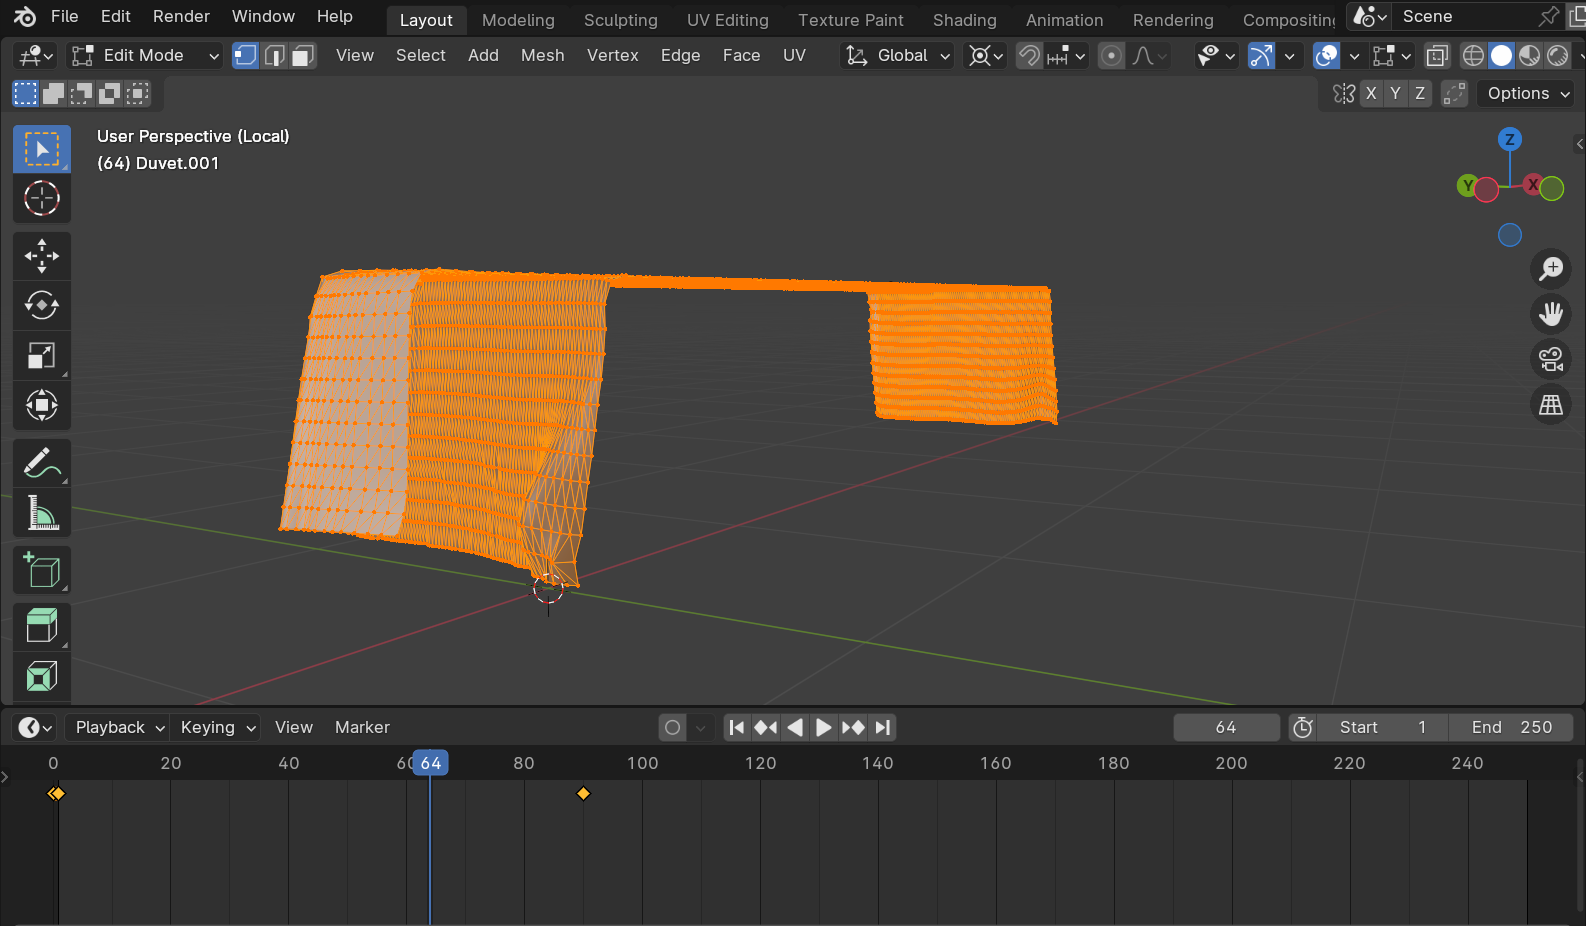 File Edit Render Window Help Layout Modeling Sculpting UV Editing Texture Paint Shading Animation Rendering Compositing Scene
Edit Mode View Select Add Mesh Vertex Edge Face UV Global
X Y Z Options
User Perspective (Local)
(64) Duvet.001
Z
Y X
Playback Keying View Marker 64 Start 1 End 250
0 20 40 60 64 80 100 120 140 160 180 200 220 240